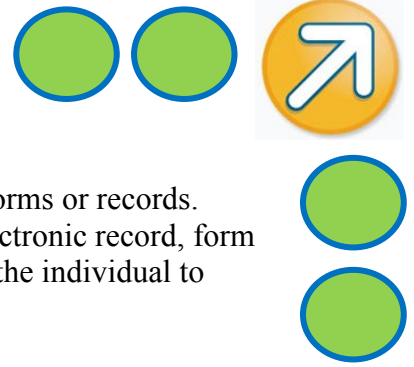 orms or records.
ctronic record, form
the individual to